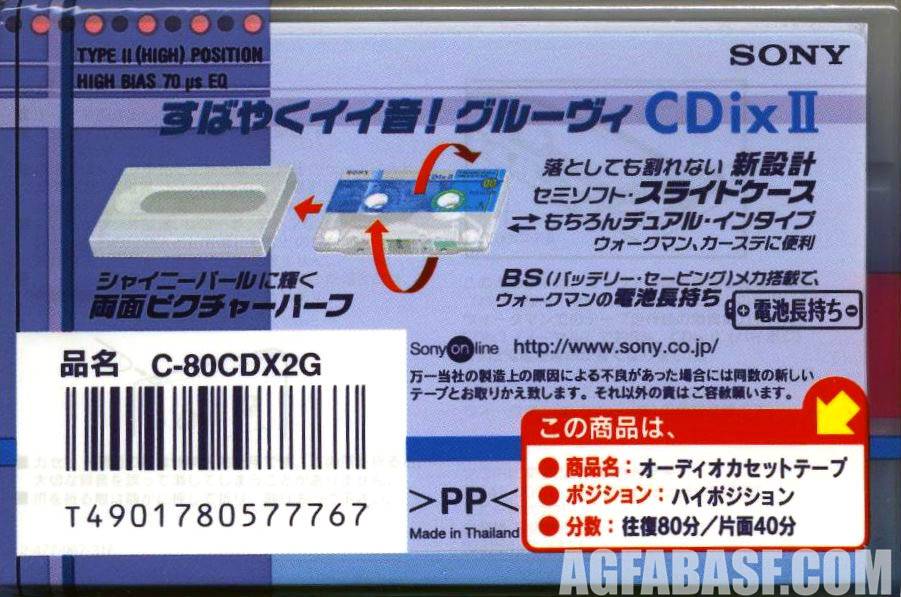 TYPE II (HIGH) POSITION
HIGH BIAS 70 μs EQ
SONY
すばやくイイ音！グルーヴィ CDixII
落としても割れない 新設計
セミソフト・スライドケース
⇄もちろんデュアル・インタイプ
ウォークマン、カーステに便利
シャイニーパールに輝く
両面ピクチャーハーフ
BS(バッテリー・セービング)メカ搭載で、
ウォークマンの電池長持ち
+電池長持ち-
品名 C-80CDX2G
T4901780577767
Sony online http://www.sony.co.jp/
万一当社の製造上の原因による不良があった場合には同数の新しい
テープとお取りかえ致します。それ以外の責はご容赦願います。
>PP<
Made in Thailand
この商品は、
● 商品名：オーディオカセットテープ
● ポジション：ハイポジション
● 分数：往復80分／片面40分
AGFABASF.COM